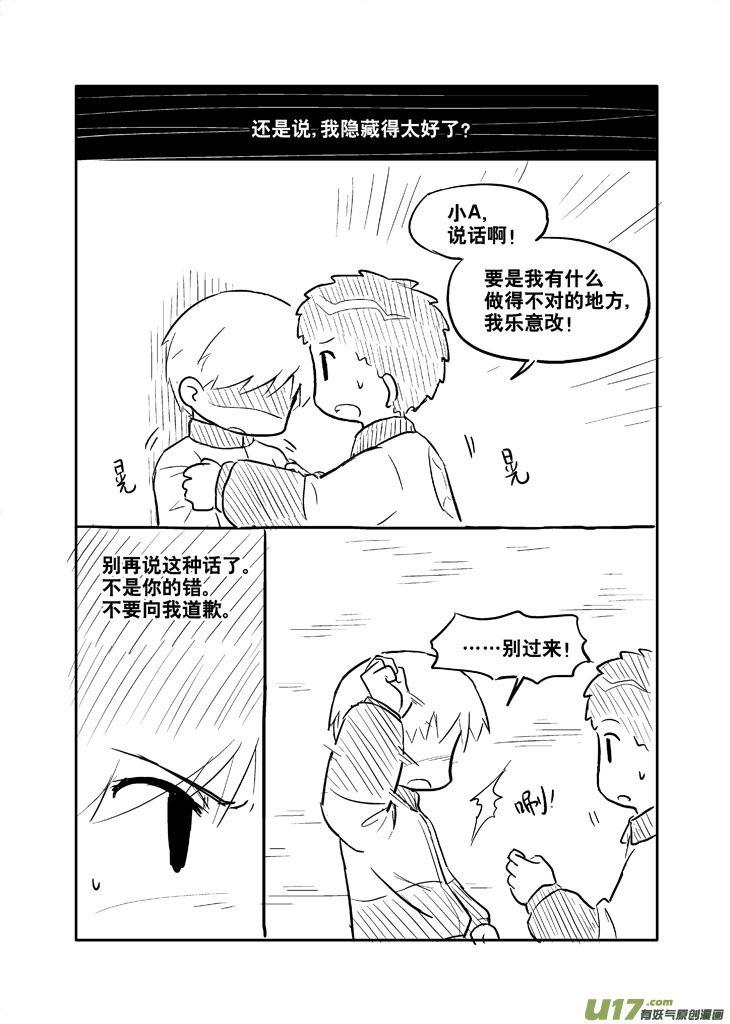 还是说,我隐藏得太好了?
小A,
说话啊!
要是我有什么
做得不对的地方,
我乐意改!
晃
晃
别再说这种话了。
不是你的错。
不要向我道歉。
……别过来!
唰!
U17.com
有妖气原创漫画